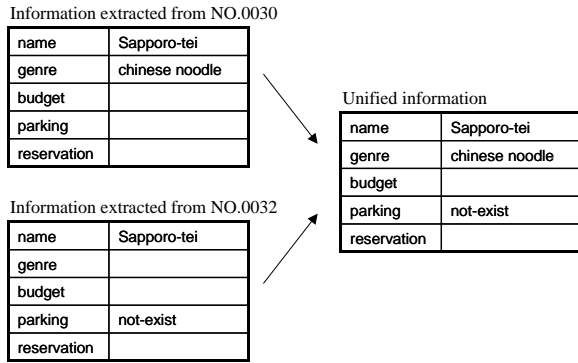 Information extracted from NO.0030
name Sapporo-tei
genre chinese noodle
budget
parking
reservation
Information extracted from NO.0032
name Sapporo-tei
genre
budget
parking not-exist
reservation
Unified information
name Sapporo-tei
genre chinese noodle
budget
parking not-exist
reservation